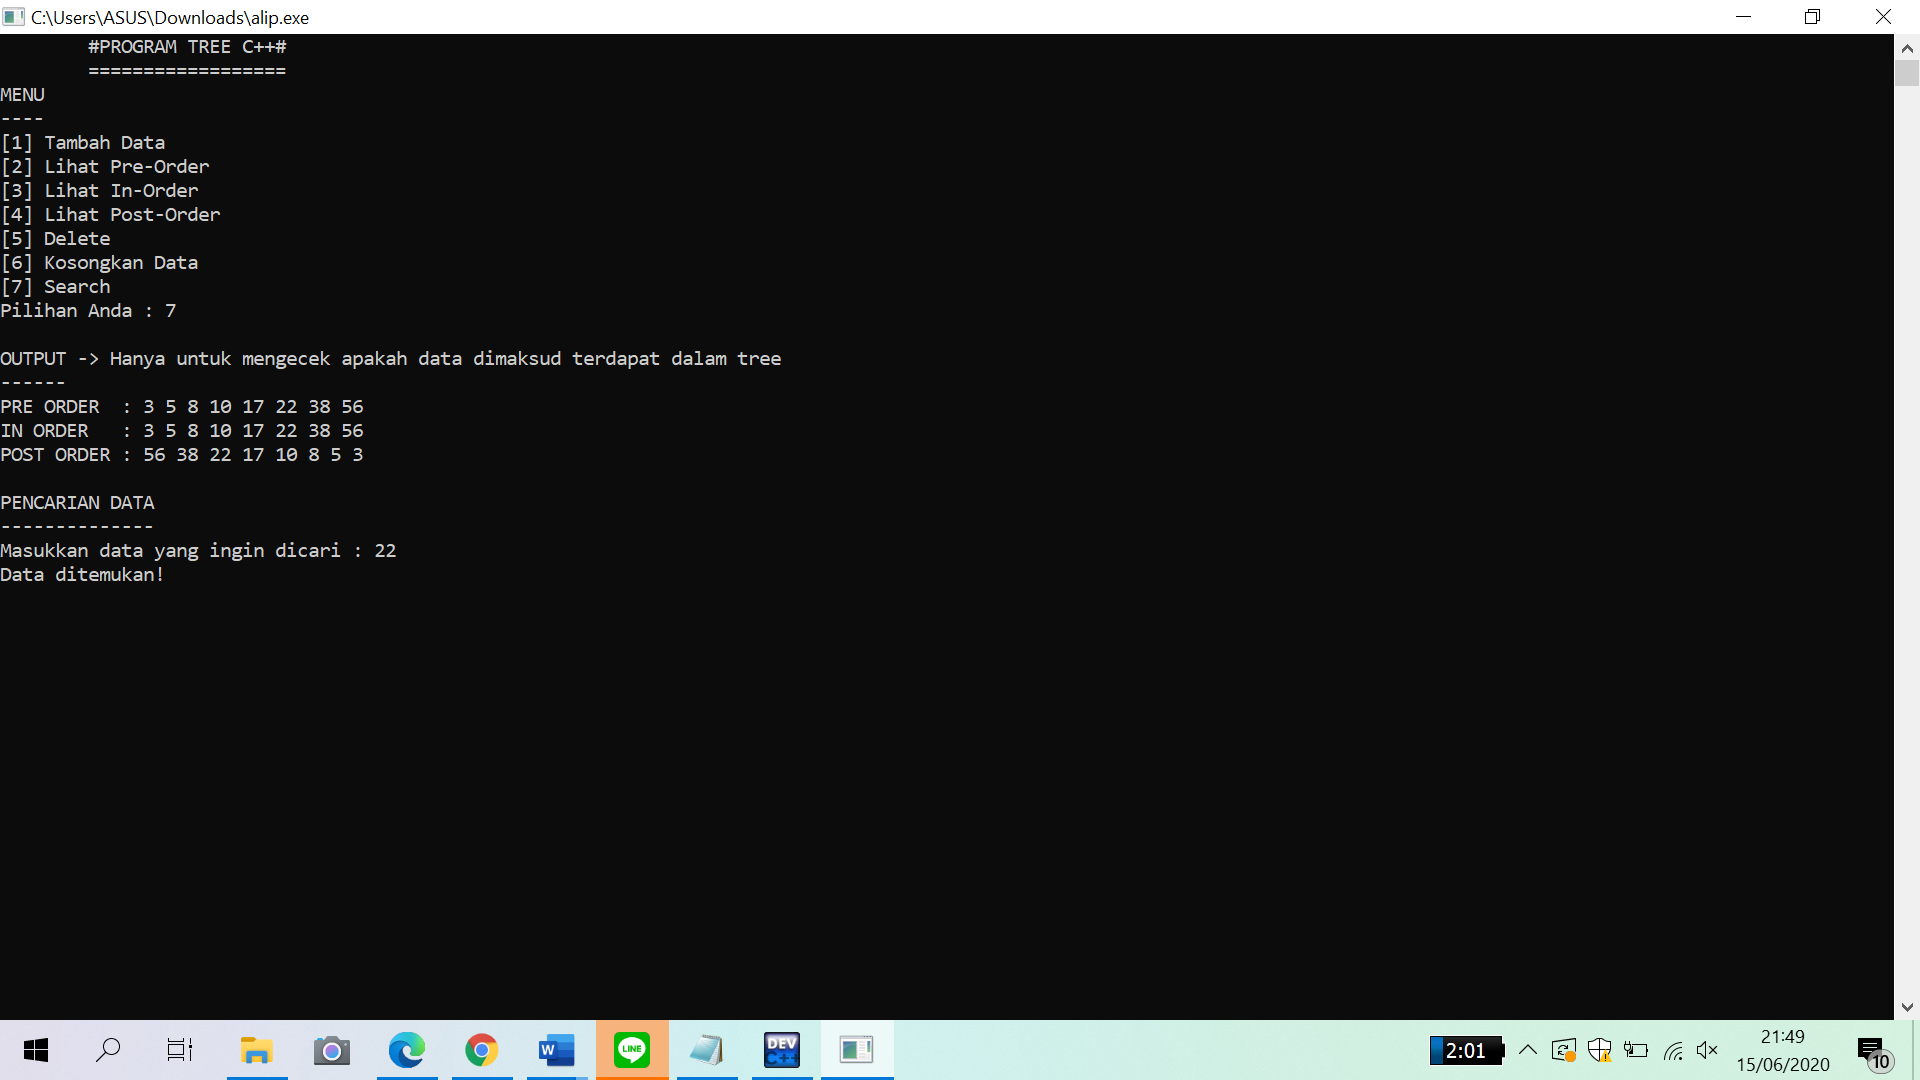 C:\Users\ASUS\Downloads\alip.exe
#PROGRAM TREE C++#
==================
MENU
----
[1] Tambah Data
[2] Lihat Pre-Order
[3] Lihat In-Order
[4] Lihat Post-Order
[5] Delete
[6] Kosongkan Data
[7] Search
Pilihan Anda : 7
OUTPUT -> Hanya untuk mengecek apakah data dimaksud terdapat dalam tree
------
PRE ORDER  : 3 5 8 10 17 22 38 56
IN ORDER   : 3 5 8 10 17 22 38 56
POST ORDER : 56 38 22 17 10 8 5 3
PENCARIAN DATA
--------------
Masukkan data yang ingin dicari : 22
Data ditemukan!
W
LINE
DEV
C++
2:01
21:49
15/06/2020
10